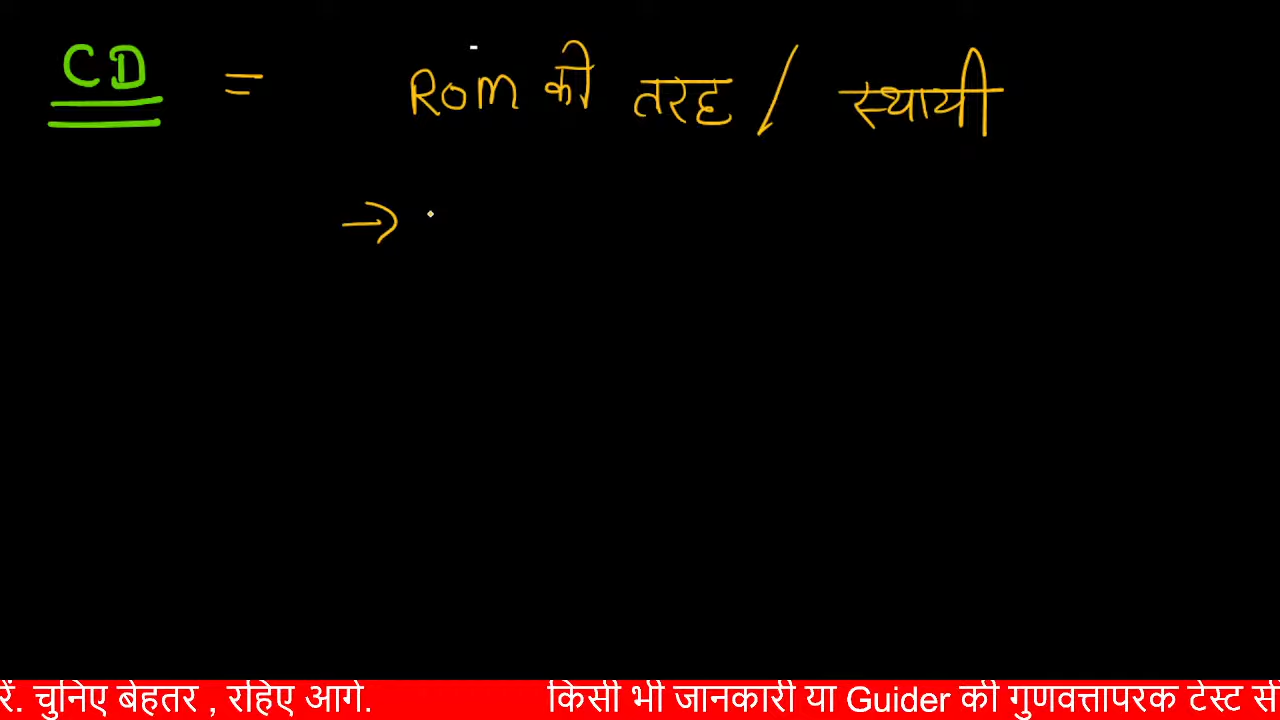 CD = Rom की तरह / स्थायी
→
रें. चुनिए बेहतर , रहिए आगे. किसी भी जानकारी या Guider की गुणवत्तापरक टेस्ट सी